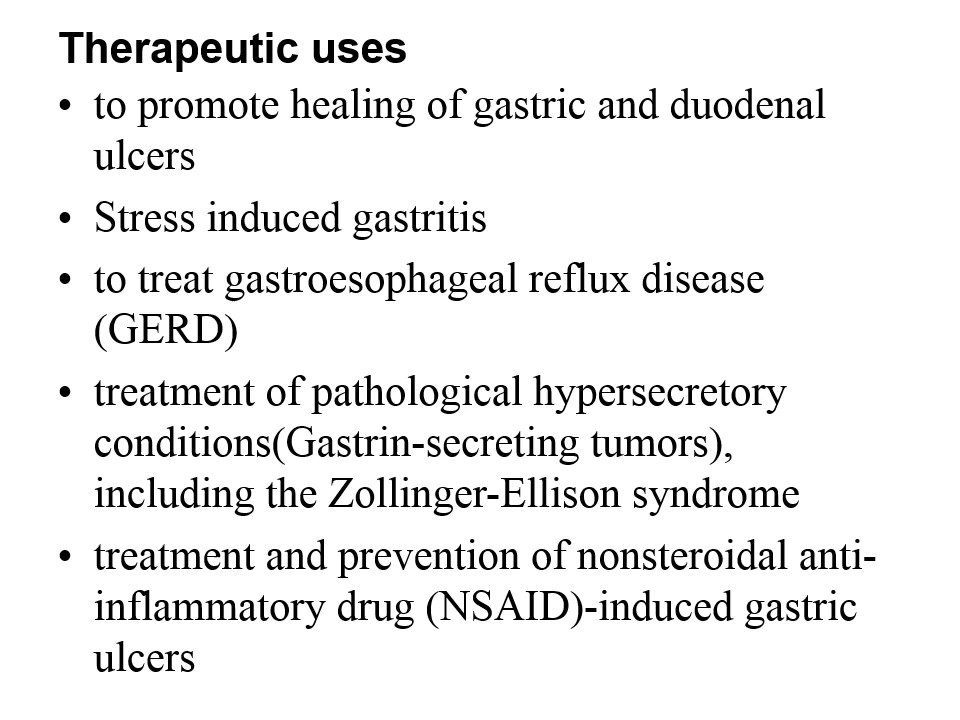 Therapeutic uses
• to promote healing of gastric and duodenal
ulcers
• Stress induced gastritis
• to treat gastroesophageal reflux disease
(GERD)
• treatment of pathological hypersecretory
conditions(Gastrin-secreting tumors),
including the Zollinger-Ellison syndrome
• treatment and prevention of nonsteroidal anti-
inflammatory drug (NSAID)-induced gastric
ulcers